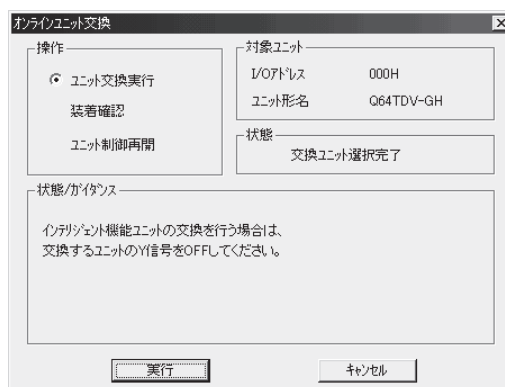 オンラインユニット交換
操作
ユニット交換実行
装着確認
ユニット制御再開
対象ユニット
I/Oアドレス 000H
ユニット形名 Q64TDV-GH
状態
交換ユニット選択完了
状態/ガイダンス
インテリジェント機能ユニットの交換を行う場合は、
交換するユニットのY信号をOFFしてください。
実行 キャンセル